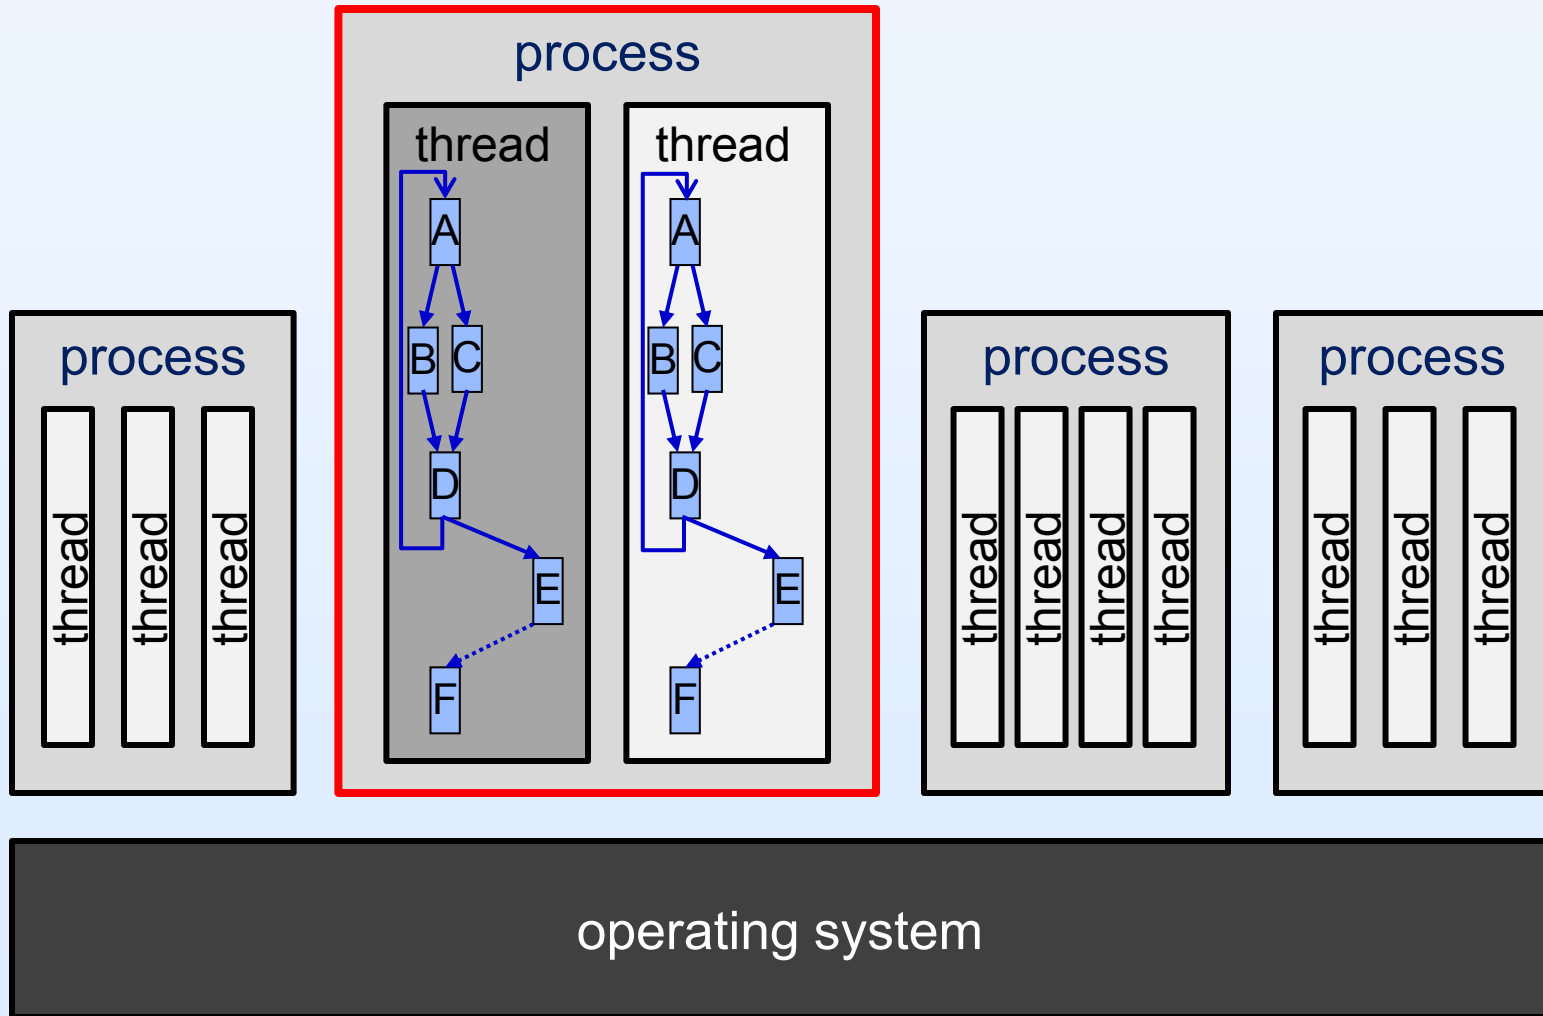 process
thread
thread
A
B
C
D
E
F
A
B
C
D
E
F
process
thread
thread
thread
process
thread
thread
thread
thread
process
thread
thread
thread
operating system